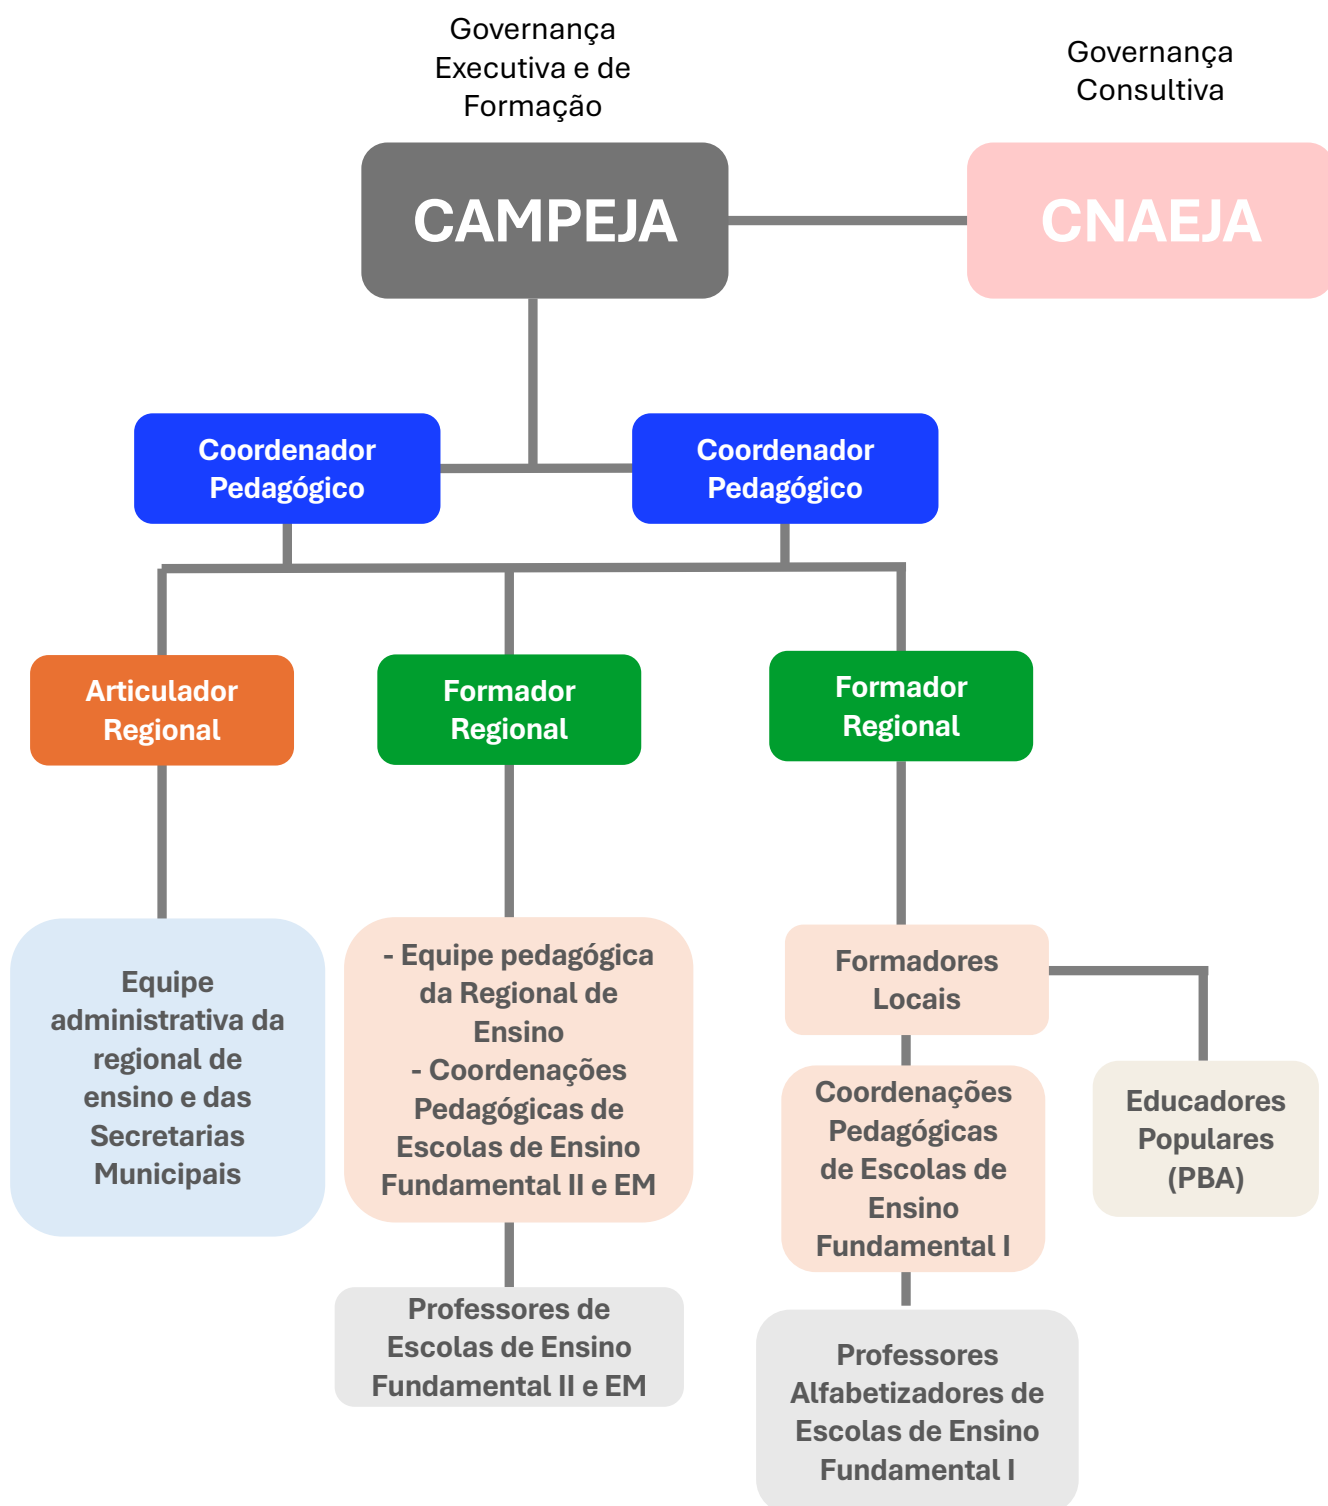 Governança
Executiva e de
Formação
Governança
Consultiva
CAMPEJA
CNAEJA
Coordenador
Pedagógico
Coordenador
Pedagógico
Articulador
Regional
Formador
Regional
Formador
Regional
Equipe
administrativa da
regional de
ensino e das
Secretarias
Municipais
- Equipe pedagógica
da Regional de
Ensino
- Coordenações
Pedagógicas de
Escolas de Ensino
Fundamental II e EM
Formadores
Locais
Coordenações
Pedagógicas
de Escolas de
Ensino
Fundamental I
Educadores
Populares
(PBA)
Professores de
Escolas de Ensino
Fundamental II e EM
Professores
Alfabetizadores de
Escolas de Ensino
Fundamental I